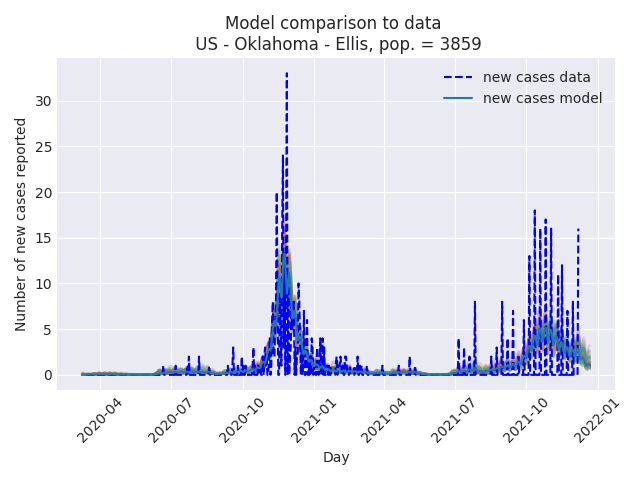 Model comparison to data
US - Oklahoma - Ellis, pop. = 3859
new cases data
new cases model
Number of new cases reported
30
25
20
15
10
5
0
2020-04
2020-07
2020-10
2021-01
2021-04
2021-07
2021-10
2022-01
Day